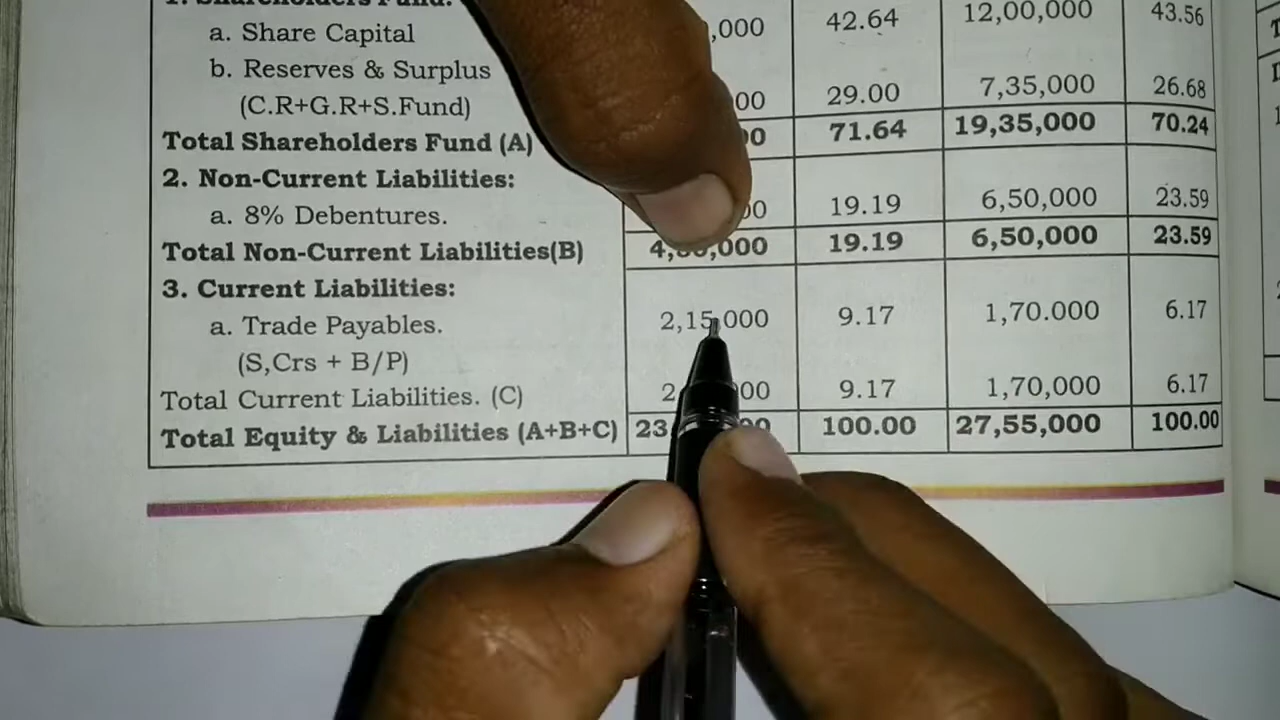 1. Shareholders Fund:
a. Share Capital ,000 42.64 12,00,000 43.56
b. Reserves & Surplus
(C.R+G.R+S.Fund) 00 29.00 7,35,000 26.68
Total Shareholders Fund (A) 0 71.64 19,35,000 70.24
2. Non-Current Liabilities:
a. 8% Debentures. 00 19.19 6,50,000 23.59
Total Non-Current Liabilities(B) 19.19 6,50,000 23.59
3. Current Liabilities:
a. Trade Payables. 2,15,000 9.17 1,70.000 6.17
(S,Crs + B/P)
Total Current Liabilities. (C) 2 00 9.17 1,70,000 6.17
Total Equity & Liabilities (A+B+C) 23 00 100.00 27,55,000 100.00